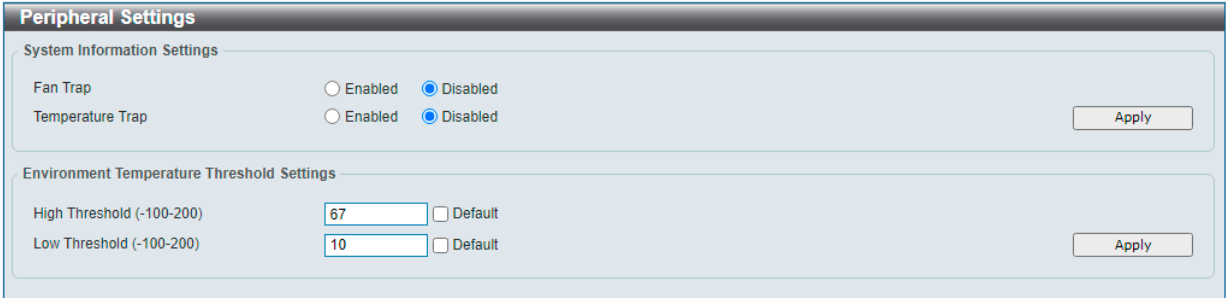 Peripheral Settings
System Information Settings
Fan Trap Enabled Disabled
Temperature Trap Enabled Disabled Apply
Environment Temperature Threshold Settings
High Threshold (-100-200) 67 Default
Low Threshold (-100-200) 10 Default Apply